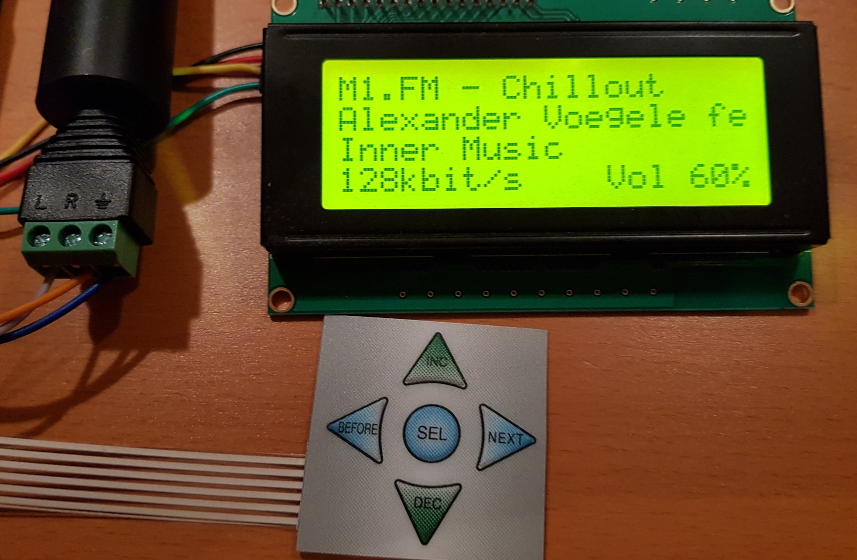 M1.FM - Chillout
Alexander Voegele fe
Inner Music
128kbit/s Vol 60%
L R
INC
BEFORE SEL NEXT
DEC